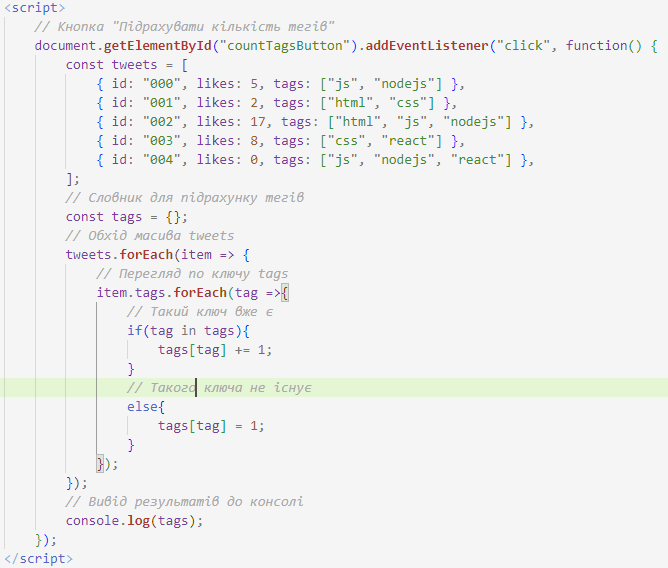 <script>
// Кнопка "Підрахувати кількість тегів"
document.getElementById("countTagsButton").addEventListener("click", function() {
const tweets = [
{ id: "000", likes: 5, tags: ["js", "nodejs"] },
{ id: "001", likes: 2, tags: ["html", "css"] },
{ id: "002", likes: 17, tags: ["html", "js", "nodejs"] },
{ id: "003", likes: 8, tags: ["css", "react"] },
{ id: "004", likes: 0, tags: ["js", "nodejs", "react"] },
];
// Словник для підрахунку тегів
const tags = {};
// Обхід масива tweets
tweets.forEach(item => {
// Перегляд по ключу tags
item.tags.forEach(tag =>{
// Такий ключ вже є
if(tag in tags){
tags[tag] += 1;
}
// Такого ключа не існує
else{
tags[tag] = 1;
}
});
});
// Вивід результатів до консолі
console.log(tags);
});
</script>